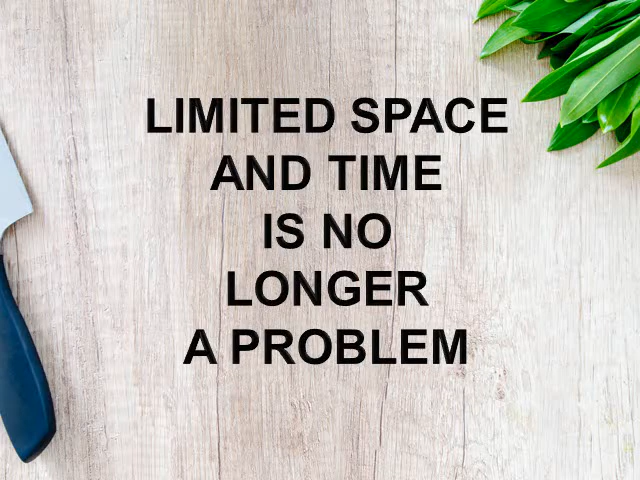 LIMITED SPACE
AND TIME
IS NO
LONGER
A PROBLEM